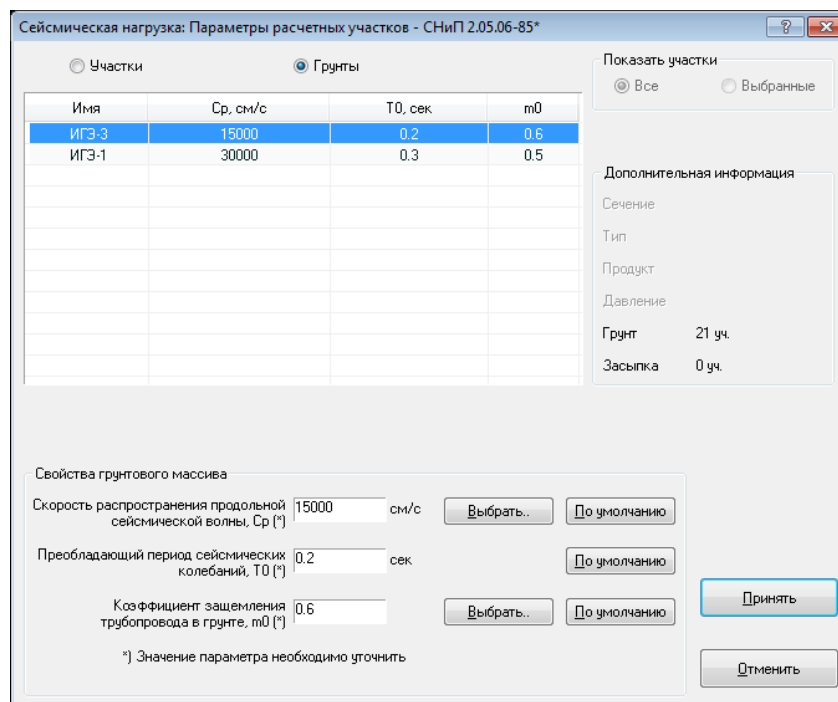 Сейсмическая нагрузка: Параметры расчетных участков - СНиП 2.05.06-85*
Участки Грунты
Показать участки
Все Выбранные
Имя Cp, см/с T0, сек m0
ИГЭ-3 15000 0.2 0.6
ИГЭ-1 30000 0.3 0.5
Дополнительная информация
Сечение
Тип
Продукт
Давление
Грунт 21 уч.
Засыпка 0 уч.
Свойства грунтового массива
Скорость распространения продольной
сейсмической волны, Cp (*) 15000 см/с Выбрать.. По умолчанию
Преобладающий период сейсмических
колебаний, T0 (*) 0.2 сек По умолчанию
Коэффициент защемления
трубопровода в грунте, m0 (*) 0.6 Выбрать.. По умолчанию
*) Значение параметра необходимо уточнить
Принять
Отменить